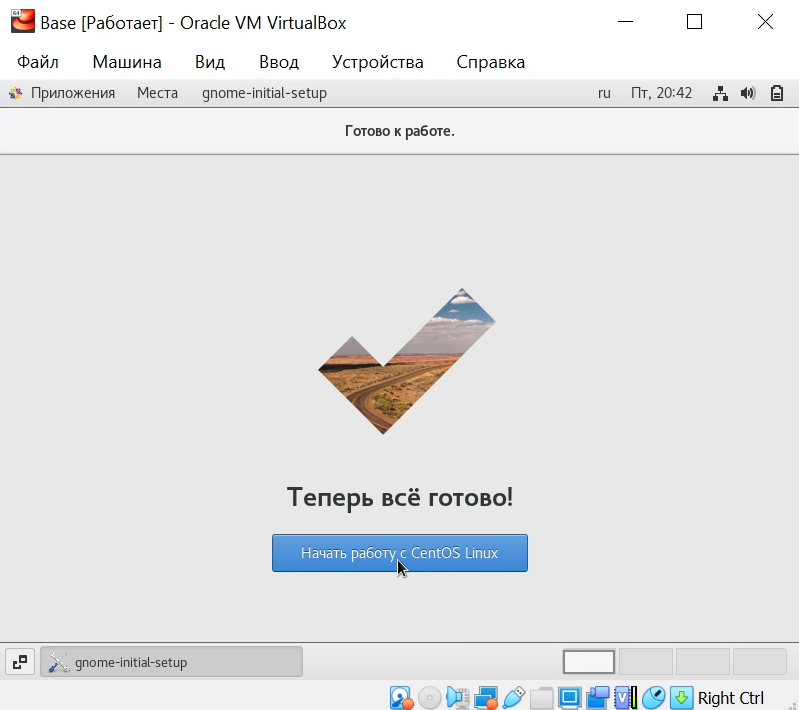 Base [Работает] - Oracle VM VirtualBox
Файл Машина Вид Ввод Устройства Справка
Приложения Места gnome-initial-setup ru Пт, 20:42
Готово к работе.
Теперь всё готово!
Начать работу с CentOS Linux
gnome-initial-setup
Right Ctrl